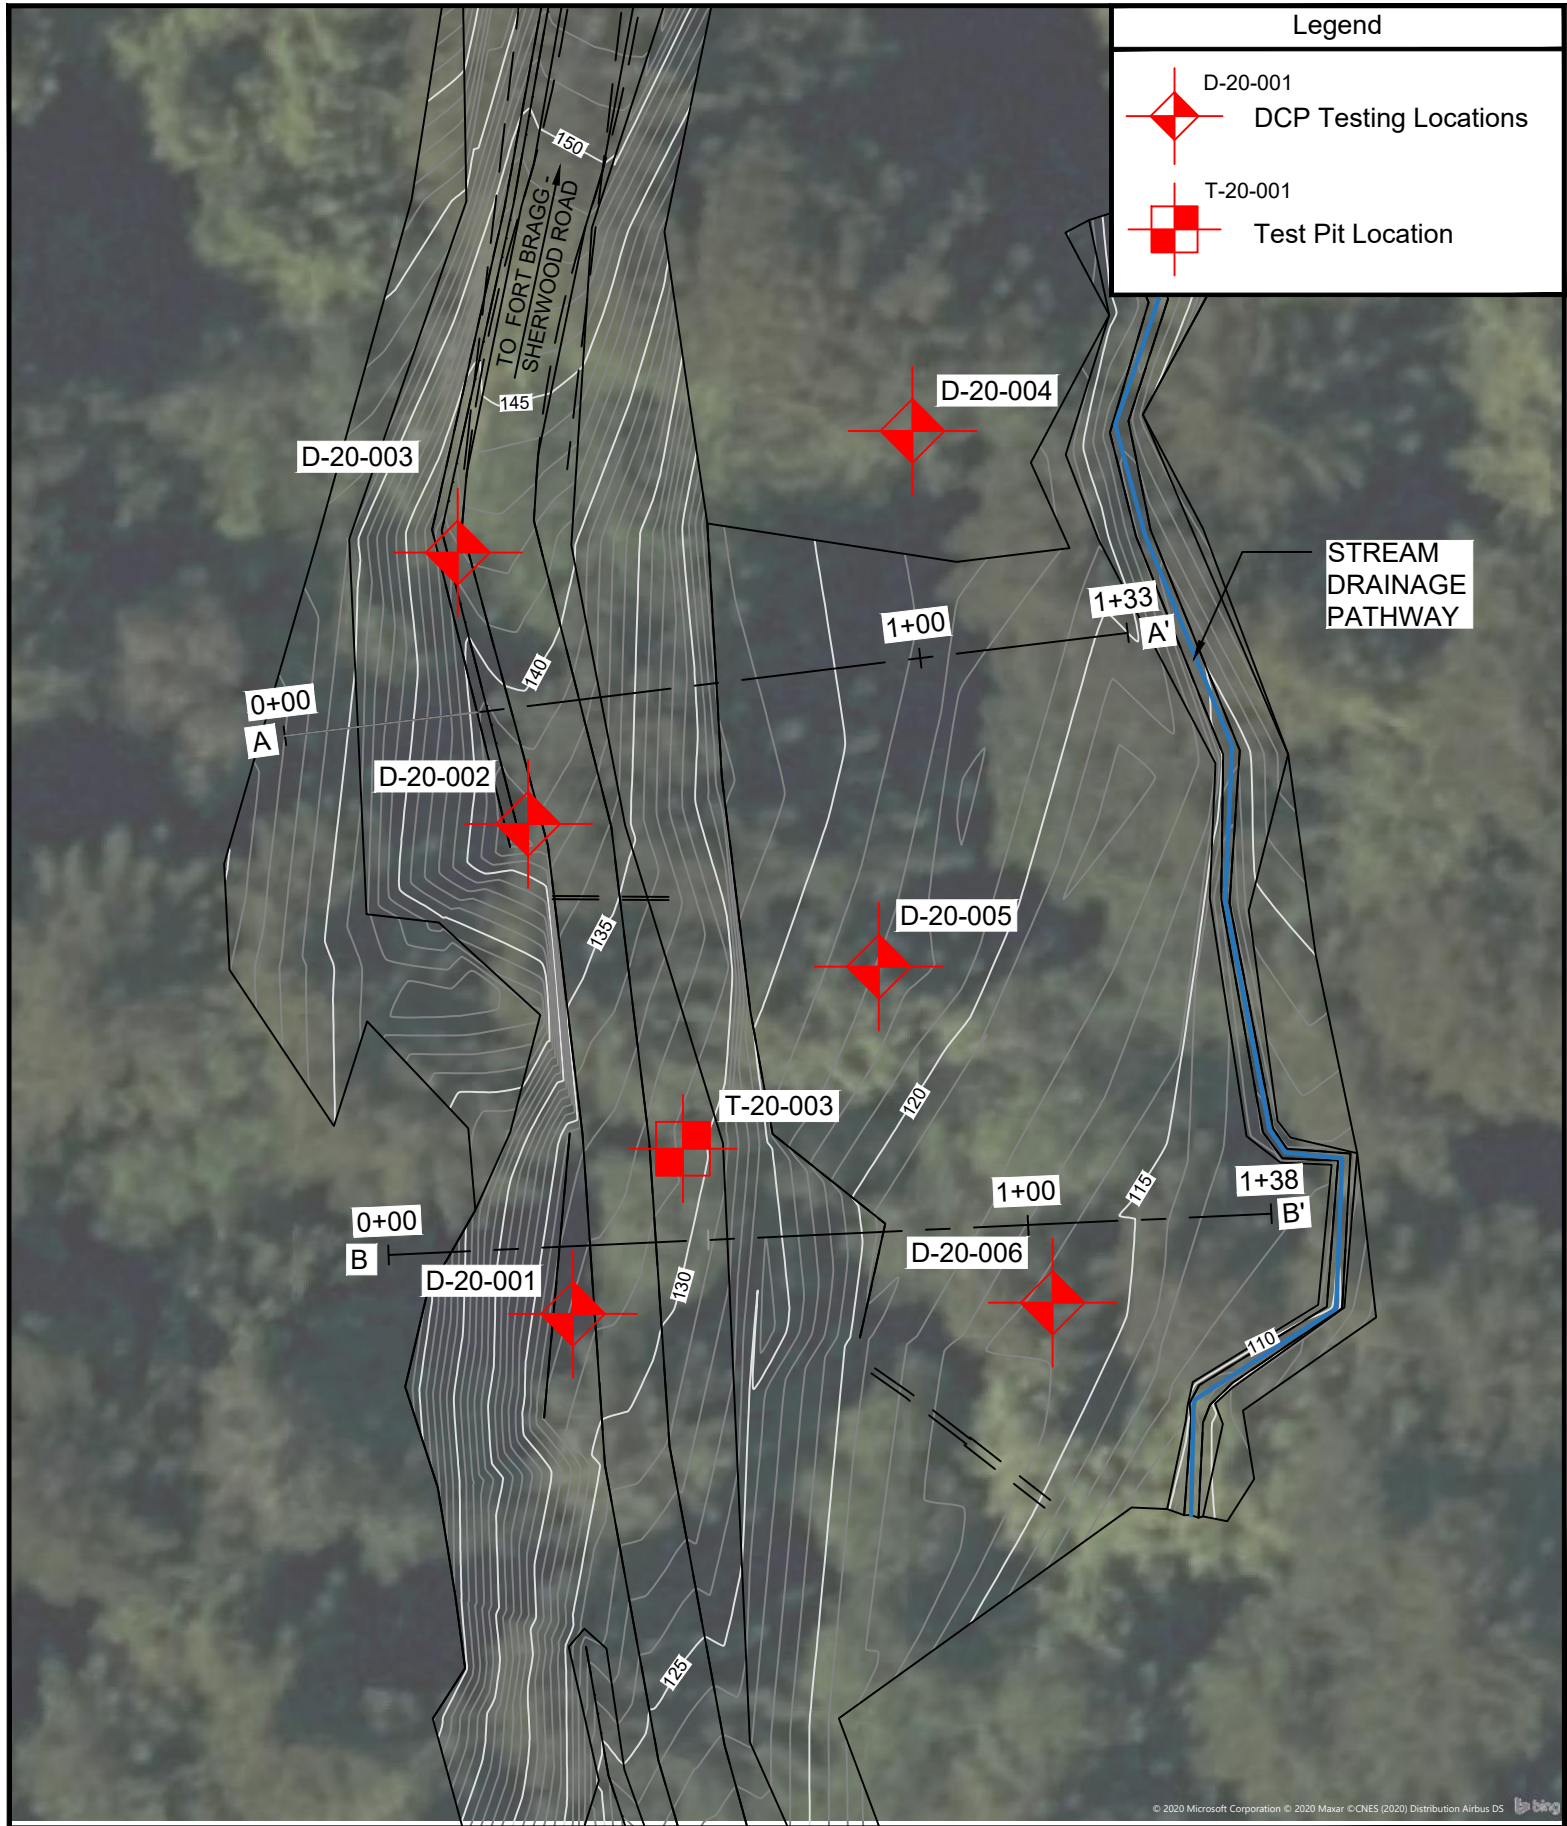 Legend
D-20-001
DCP Testing Locations
T-20-001
Test Pit Location
150
TO FORT BRAGG -
SHERWOOD ROAD
145
D-20-004
D-20-003
STREAM
DRAINAGE
PATHWAY
1+33
A'
1+00
140
0+00
A
D-20-002
D-20-005
135
120
T-20-003
115
1+38
B'
1+00
0+00
B
D-20-006
D-20-001
130
110
125
© 2020 Microsoft Corporation © 2020 Maxar ©CNES (2020) Distribution Airbus DS
bing